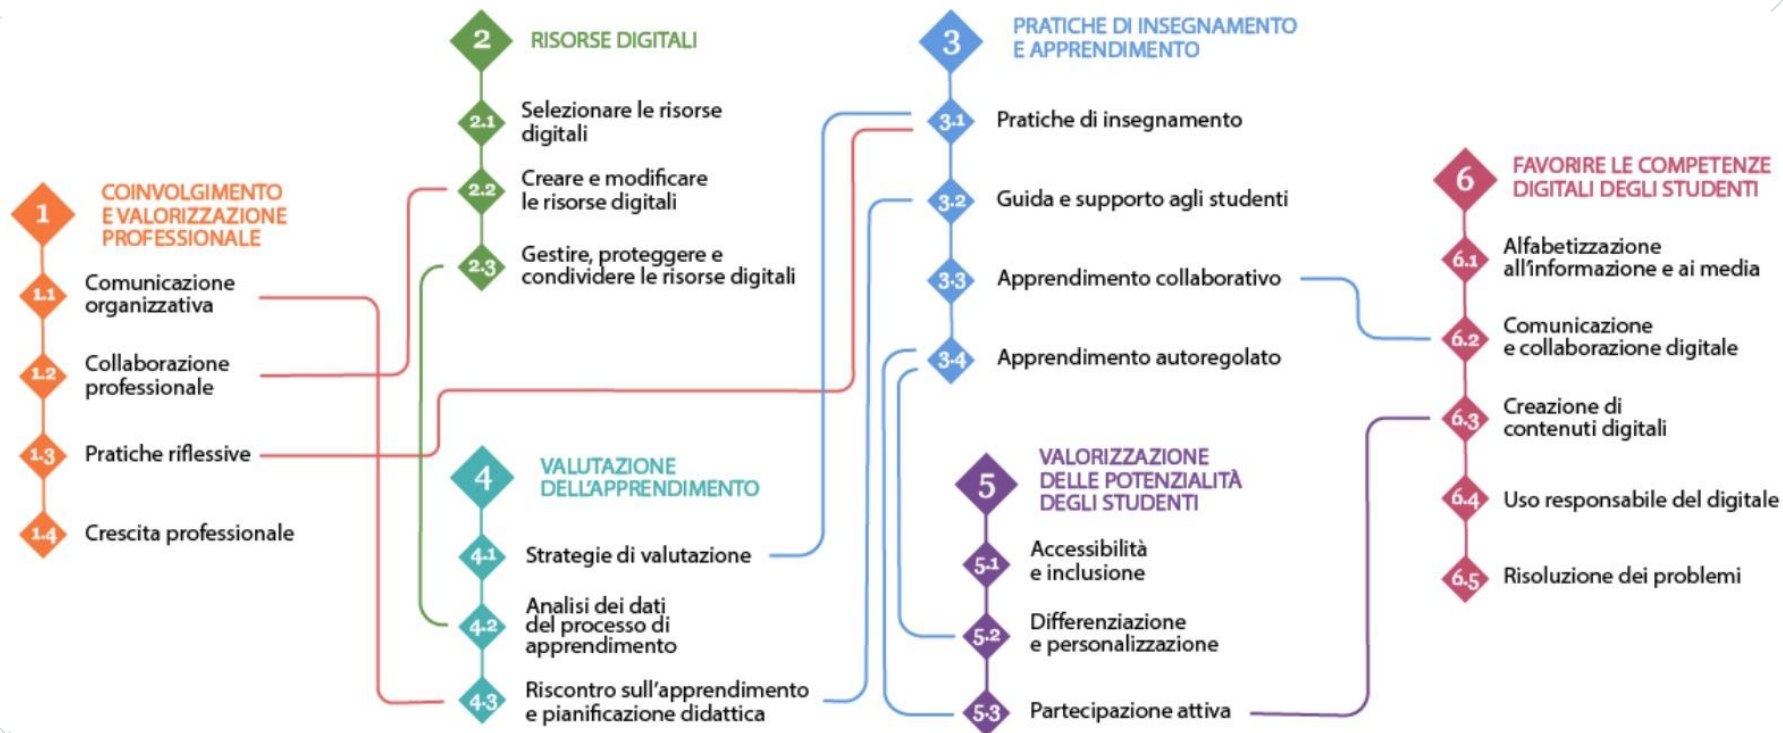 1
COINVOLGIMENTO
E VALORIZZAZIONE
PROFESSIONALE
1.1
Comunicazione
organizzativa
1.2
Collaborazione
professionale
1.3
Pratiche riflessive
1.4
Crescita professionale
2
RISORSE DIGITALI
2.1
Selezionare le risorse
digitali
2.2
Creare e modificare
le risorse digitali
2.3
Gestire, proteggere e
condividere le risorse digitali
3
PRATICHE DI INSEGNAMENTO
E APPRENDIMENTO
3.1
Pratiche di insegnamento
3.2
Guida e supporto agli studenti
3.3
Apprendimento collaborativo
3.4
Apprendimento autoregolato
4
VALUTAZIONE
DELL'APPRENDIMENTO
4.1
Strategie di valutazione
4.2
Analisi dei dati
del processo di
apprendimento
4.3
Riscontro sull'apprendimento
e pianificazione didattica
5
VALORIZZAZIONE
DELLE POTENZIALITÀ
DEGLI STUDENTI
5.1
Accessibilità
e inclusione
5.2
Differenziazione
e personalizzazione
5.3
Partecipazione attiva
6
FAVORIRE LE COMPETENZE
DIGITALI DEGLI STUDENTI
6.1
Alfabetizzazione
all'informazione e ai media
6.2
Comunicazione
e collaborazione digitale
6.3
Creazione di
contenuti digitali
6.4
Uso responsabile del digitale
6.5
Risoluzione dei problemi